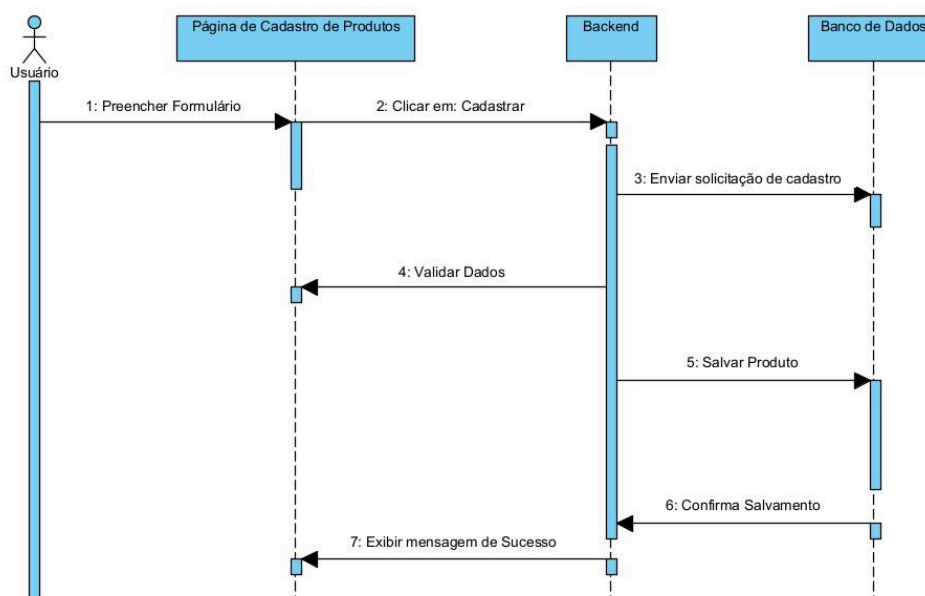 Página de Cadastro de Produtos
Backend
Banco de Dados
Usuário
1: Preencher Formulário
2: Clicar em: Cadastrar
3: Enviar solicitação de cadastro
4: Validar Dados
5: Salvar Produto
6: Confirma Salvamento
7: Exibir mensagem de Sucesso